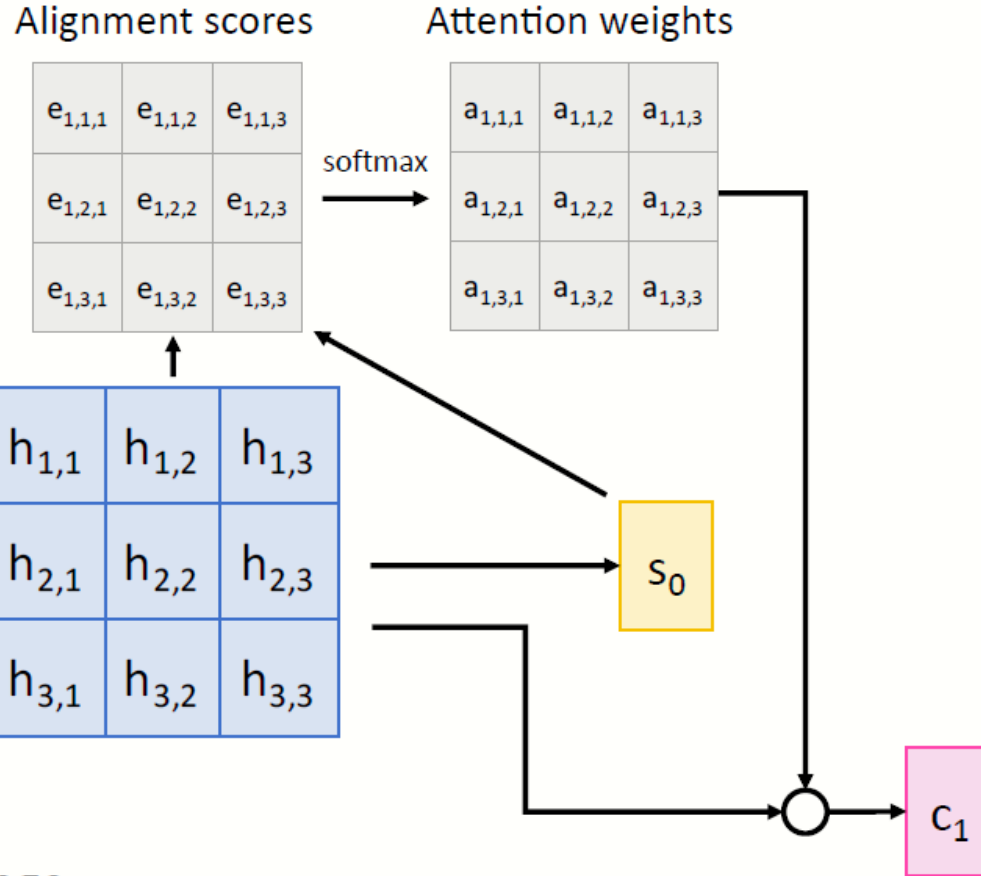 Alignment scores
Attention weights
e1,1,1 e1,1,2 e1,1,3
a1,1,1 a1,1,2 a1,1,3
softmax
e1,2,1 e1,2,2 e1,2,3
a1,2,1 a1,2,2 a1,2,3
e1,3,1 e1,3,2 e1,3,3
a1,3,1 a1,3,2 a1,3,3
h1,1 h1,2 h1,3
h2,1 h2,2 h2,3
s0
h3,1 h3,2 h3,3
c1